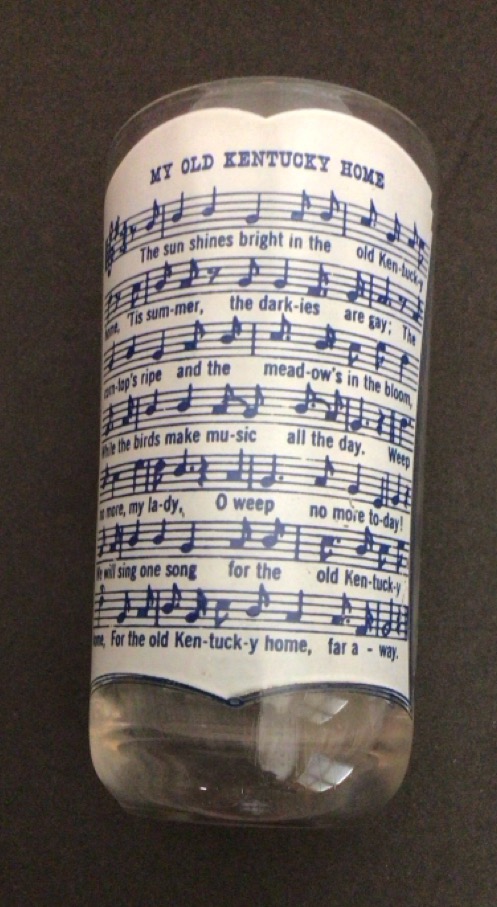 MY OLD KENTUCKY HOME
The sun shines bright in the old Ken-tuck-y
'Tis sum-mer, the dark-ies are gay; The
corn-top's ripe and the mead-ow's in the bloom,
While the birds make mu-sic all the day. Weep
no more, my la-dy, O weep no more to-day!
We will sing one song for the old Ken-tuck-y
For the old Ken-tuck-y home, far a - way.